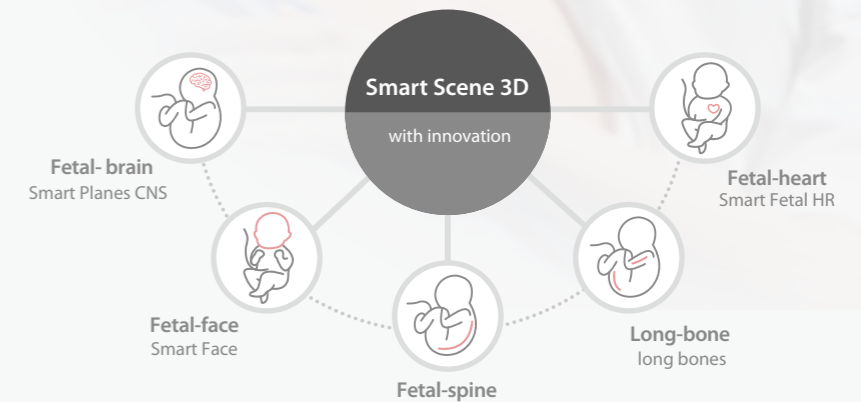 Smart Scene 3D
with innovation
Fetal- brain
Smart Planes CNS
Fetal-heart
Smart Fetal HR
Fetal-face
Smart Face
Long-bone
long bones
Fetal-spine